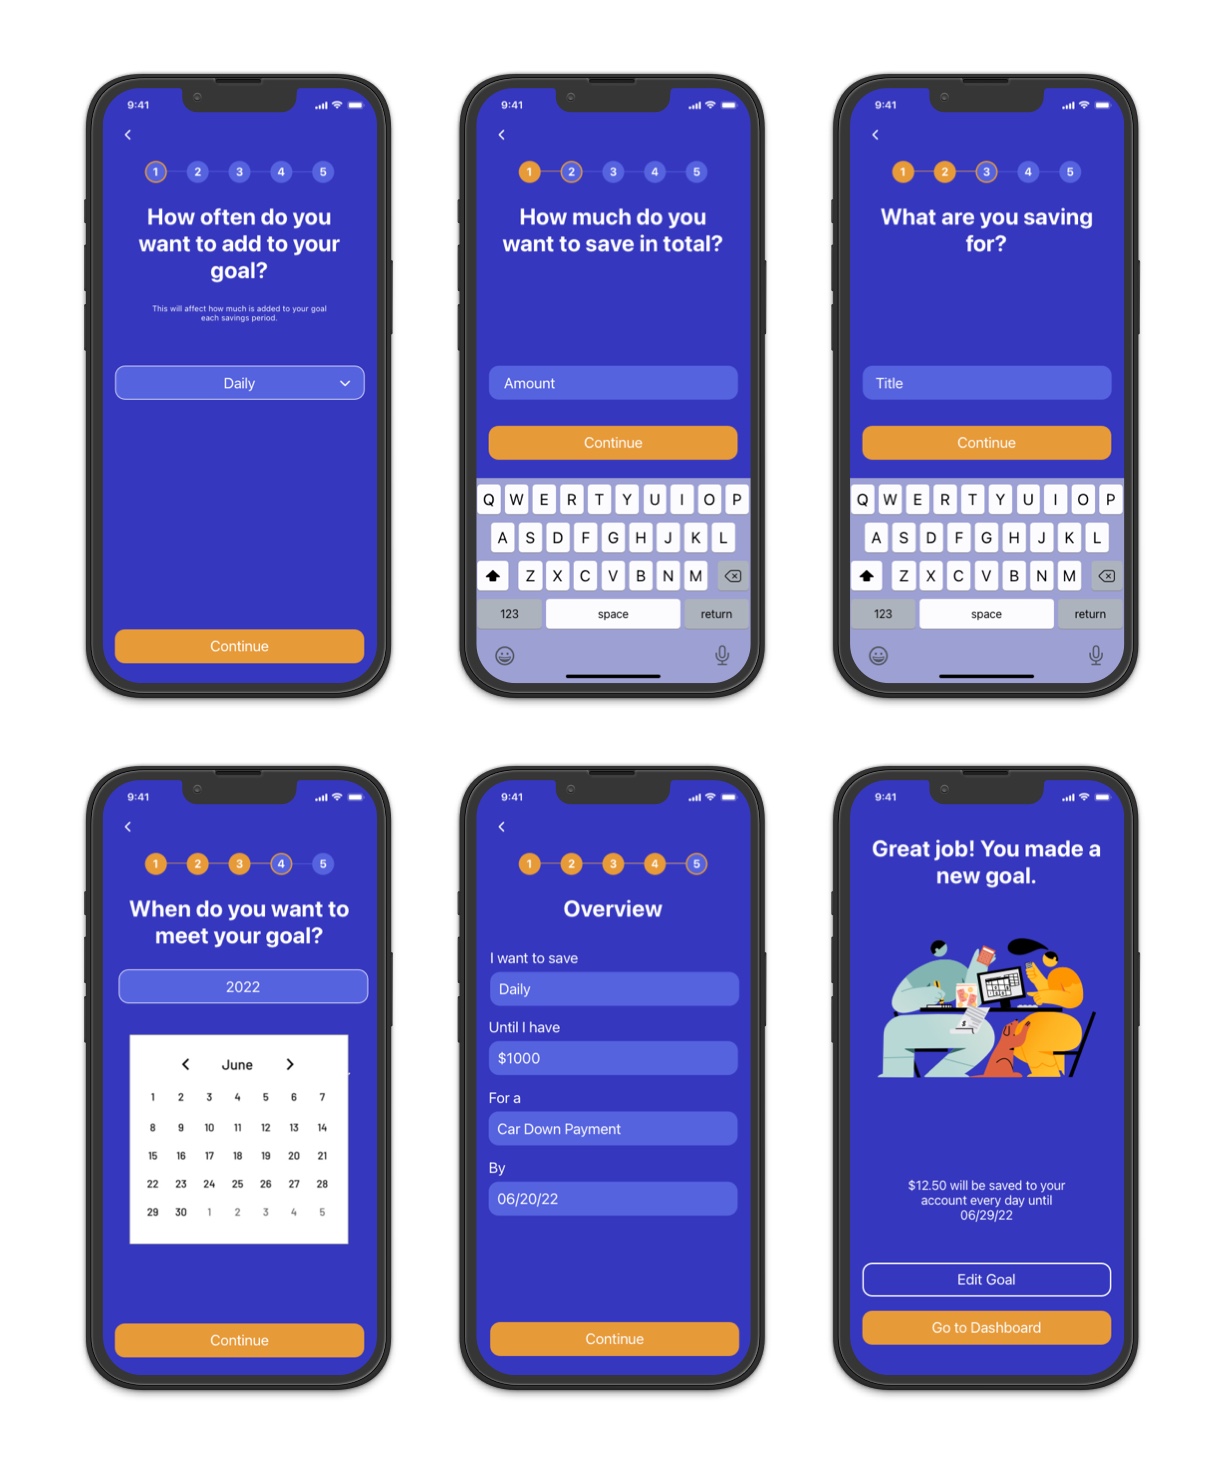 9:41
1 2 3 4 5
How often do you
want to add to your
goal?
This will affect how much is added to your goal
each savings period.
Daily
Continue
9:41
1 2 3 4 5
How much do you
want to save in total?
Amount
Continue
Q W E R T Y U I O P
A S D F G H J K L
Z X C V B N M
123 space return
9:41
1 2 3 4 5
What are you saving
for?
Title
Continue
Q W E R T Y U I O P
A S D F G H J K L
Z X C V B N M
123 space return
9:41
1 2 3 4 5
When do you want to
meet your goal?
2022
June
1 2 3 4 5 6 7
8 9 10 11 12 13 14
15 16 17 18 19 20 21
22 23 24 25 26 27 28
29 30 1 2 3 4 5
Continue
9:41
1 2 3 4 5
Overview
I want to save
Daily
Until I have
$1000
For a
Car Down Payment
By
06/20/22
Continue
9:41
Great job! You made a
new goal.
$
$12.50 will be saved to your
account every day until
06/29/22
Edit Goal
Go to Dashboard